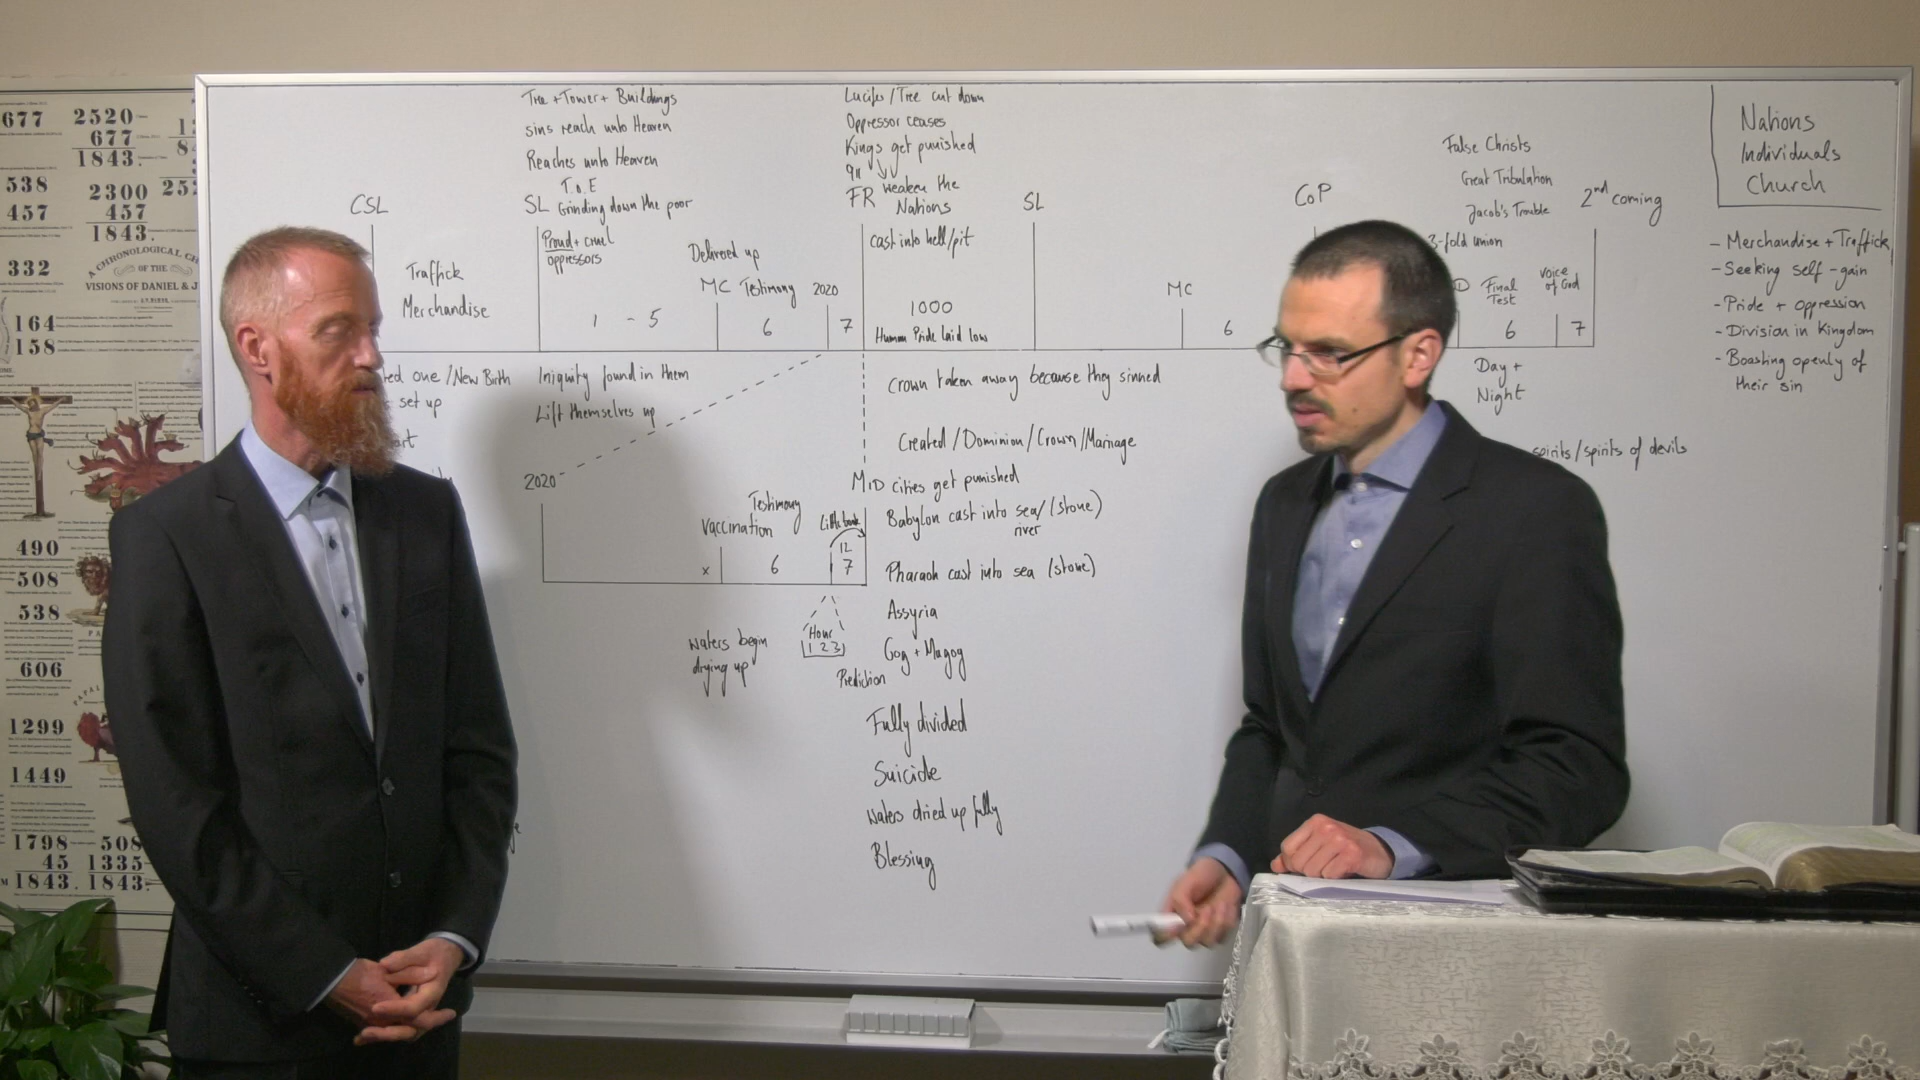 677
2520
677
1843
538
457
2300
457
1843.
A CHRONOLOGICAL
OF THE
VISIONS OF DANIEL & J
332
164
158
490
508
538
606
1299
1449
1798
508
45
1335
1843.
1843.
Tree + Tower + Buildings
sins reach unto Heaven
Reaches unto Heaven
T.o.E
SL Grinding down the poor
CSL
Traffick
Merchandise
Proud + cruel
oppressors
1 - 5
Delivered up
MC Testimony 2020
6
7
Lucifer/Tree cut down
Oppressor ceases
Kings get punished
911
FR weaken the
Nations
cast into hell/pit
1000
Human Pride laid low
SL
MC
6
CoP
False Christs
Great Tribulation
Jacob's Trouble
2nd coming
3-fold union
D
Final
Test
voice
of God
6
7
Day +
Night
spirits/spirits of devils
Nations
Individuals
Church
- Merchandise + Traffick
- Seeking self-gain
- Pride + oppression
- Division in Kingdom
- Boasting openly of
their sin
ed one/New Birth
set up
Iniquity found in them
Lift themselves up
Crown taken away because they sinned
Created/Dominion/Crown/Marriage
2020
MID cities get punished
Testimony
Vaccination
Little book
12
x
6
7
Babylon cast into sea/(stone)
river
Pharaoh cast into sea (stone)
Assyria
Gog + Magog
waters begin
drying up
Hour
1 2 3
Prediction
Fully divided
Suicide
Waters dried up fully
Blessing